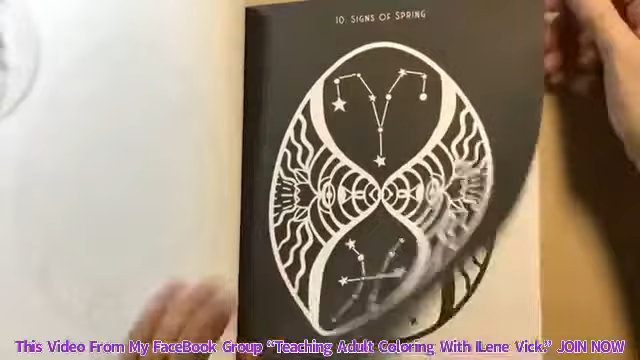 10. SIGNS OF SPRING
This Video From My FaceBook Group “Teaching Adult Coloring With ILene Vick” JOIN NOW